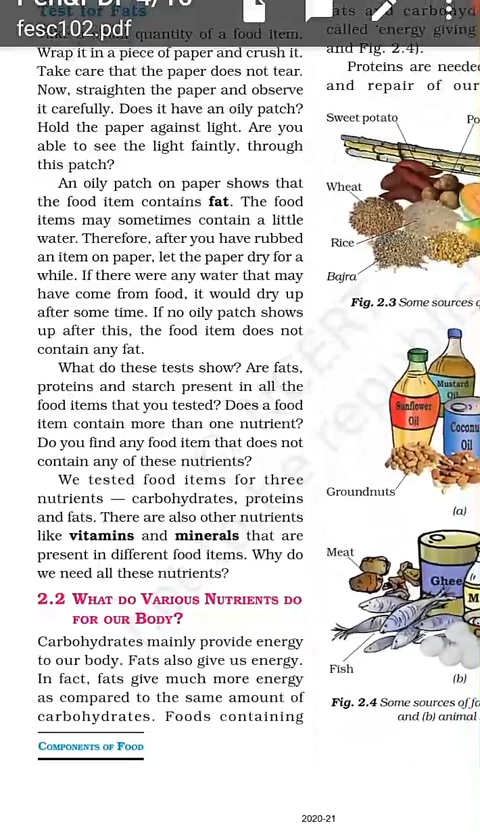 fesc102.pdf
Test for Fats
quantity of a food item.
Wrap it in a piece of paper and crush it.
Take care that the paper does not tear.
Now, straighten the paper and observe
it carefully. Does it have an oily patch?
Hold the paper against light. Are you
able to see the light faintly, through
this patch?
An oily patch on paper shows that
the food item contains fat. The food
items may sometimes contain a little
water. Therefore, after you have rubbed
an item on paper, let the paper dry for a
while. If there were any water that may
have come from food, it would dry up
after some time. If no oily patch shows
up after this, the food item does not
contain any fat.
What do these tests show? Are fats,
proteins and starch present in all the
food items that you tested? Does a food
item contain more than one nutrient?
Do you find any food item that does not
contain any of these nutrients?
We tested food items for three
nutrients — carbohydrates, proteins
and fats. There are also other nutrients
like vitamins and minerals that are
present in different food items. Why do
we need all these nutrients?
2.2 WHAT DO VARIOUS NUTRIENTS DO
FOR OUR BODY?
Carbohydrates mainly provide energy
to our body. Fats also give us energy.
In fact, fats give much more energy
as compared to the same amount of
carbohydrates. Foods containing
COMPONENTS OF FOOD
called 'energy giving
and Fig. 2.4).
Proteins are neede
and repair of our
Sweet potato
Po
Wheat
Rice
Bajra
Fig. 2.3 Some sources o
Mustard
Oil
Sunflower
Oil
Coconu
Oil
Groundnuts
(a)
Meat
Ghee
M
Fish
(b)
Fig. 2.4 Some sources of fa
and (b) animal
2020-21